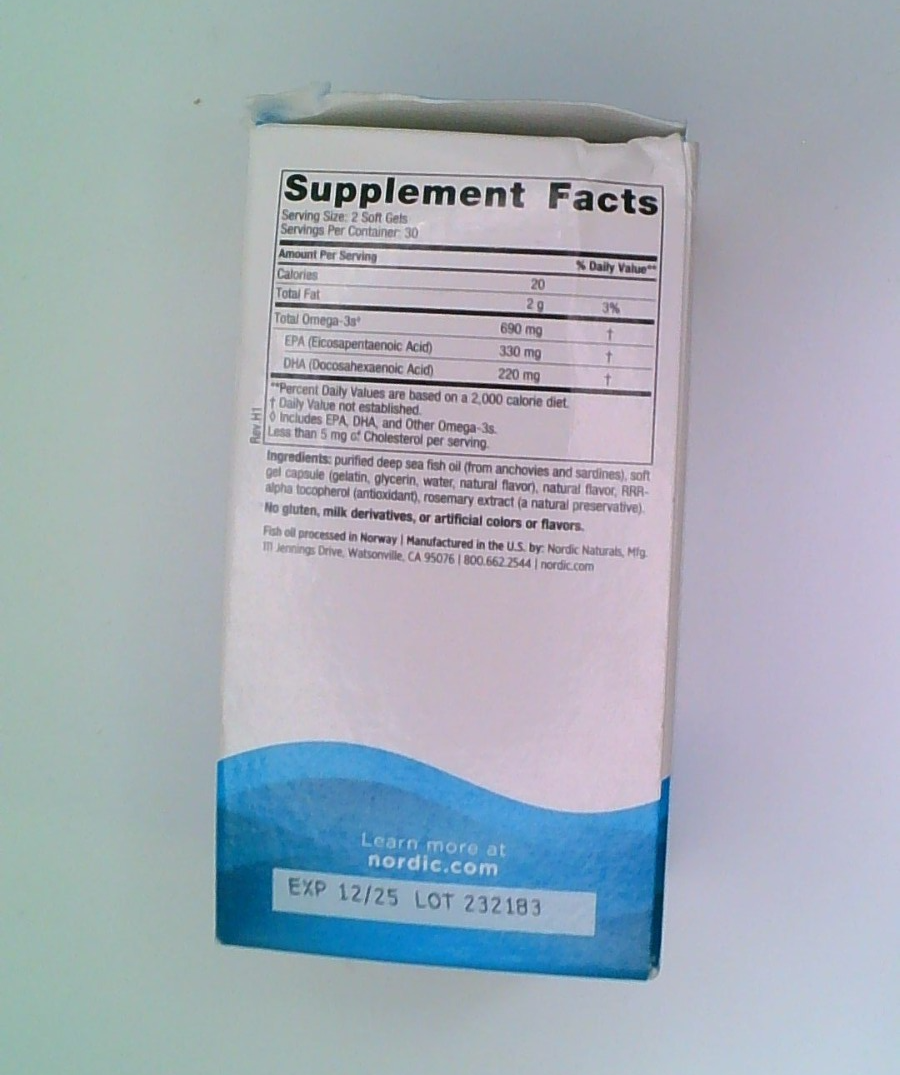 Supplement Facts
Serving Size: 2 Soft Gels
Servings Per Container: 30
Amount Per Serving % Daily Value**
Calories 20
Total Fat 2 g 3%
Total Omega-3s◊ 690 mg †
EPA (Eicosapentaenoic Acid) 330 mg †
DHA (Docosahexaenoic Acid) 220 mg †
**Percent Daily Values are based on a 2,000 calorie diet.
† Daily Value not established.
◊ Includes EPA, DHA, and Other Omega-3s.
Less than 5 mg of Cholesterol per serving.
Rev.H1
Ingredients: purified deep sea fish oil (from anchovies and sardines), soft
gel capsule (gelatin, glycerin, water, natural flavor), natural flavor, RRR-
alpha tocopherol (antioxidant), rosemary extract (a natural preservative).
No gluten, milk derivatives, or artificial colors or flavors.
Fish oil processed in Norway | Manufactured in the U.S. by: Nordic Naturals, Mfg.
111 Jennings Drive, Watsonville, CA 95076 | 800.662.2544 | nordic.com
Learn more at
nordic.com
EXP 12/25 LOT 232183